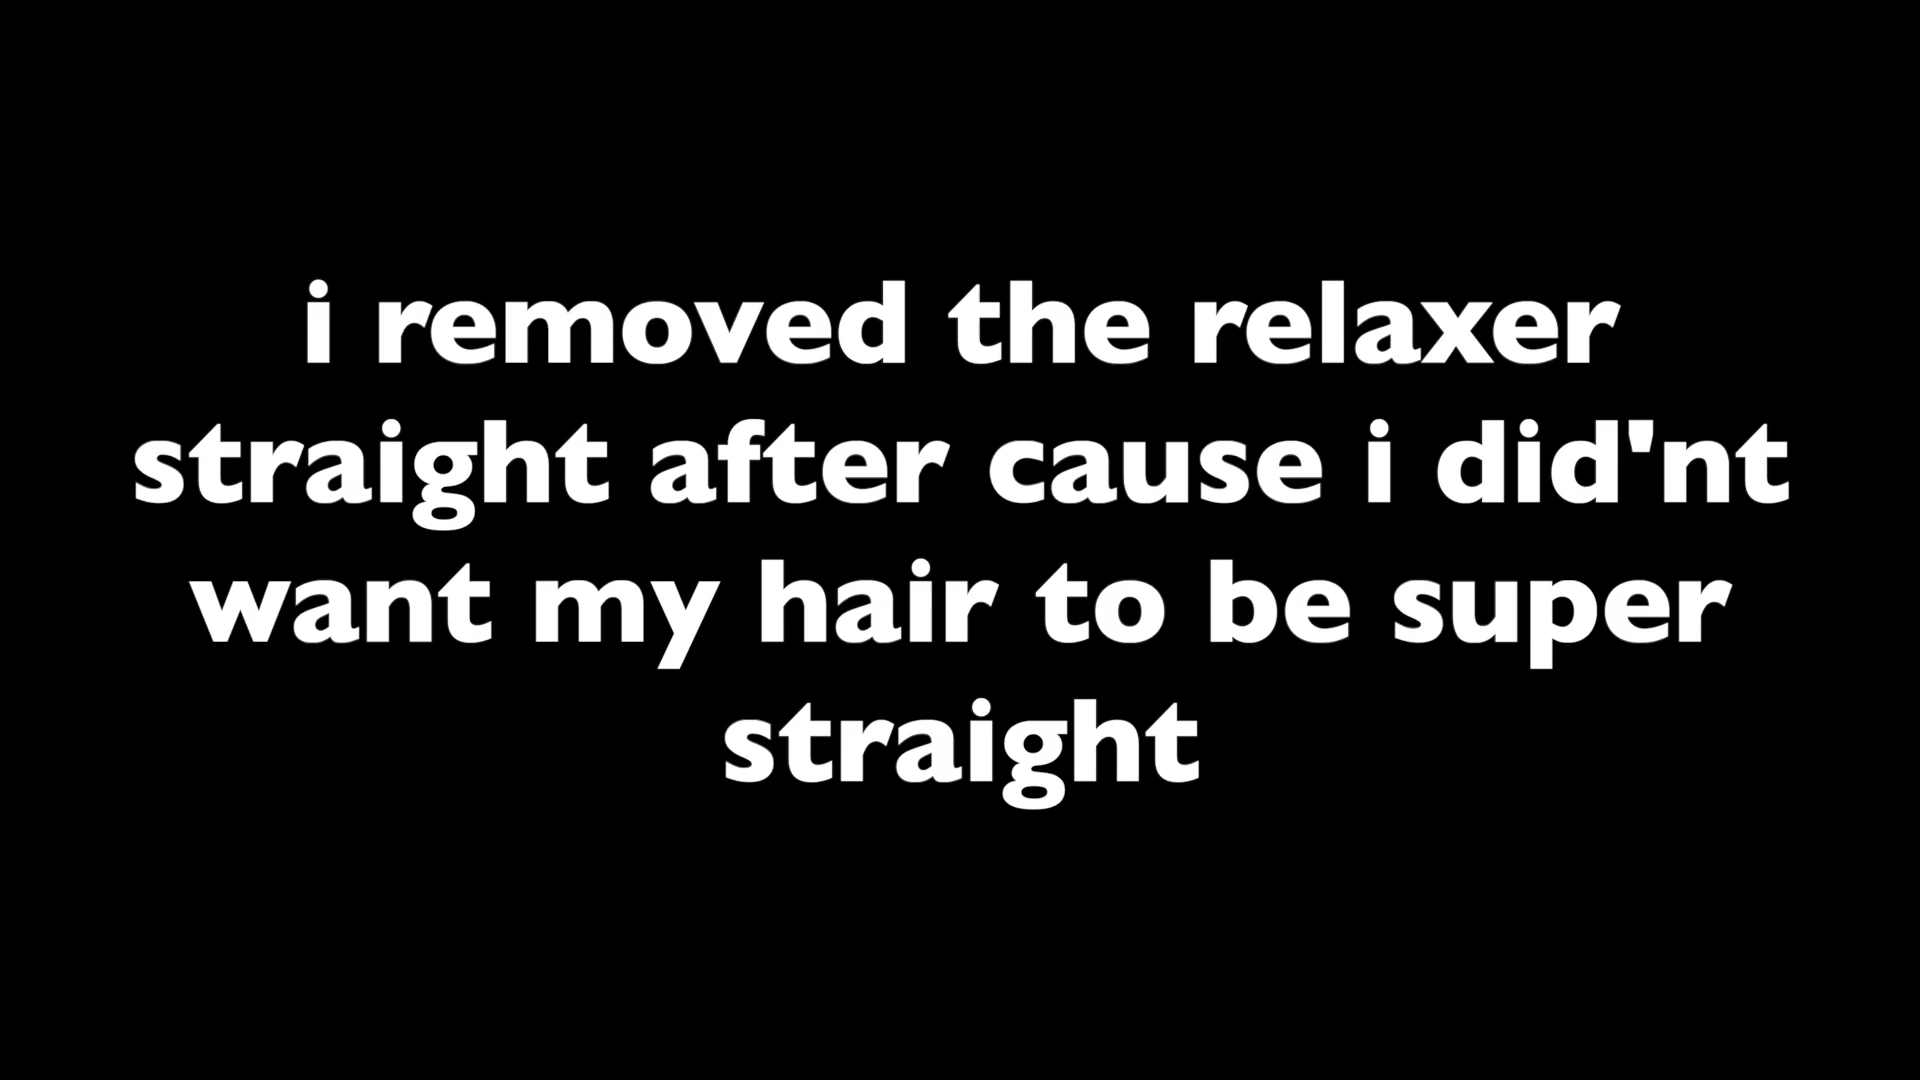 i removed the relaxer
straight after cause i did'nt
want my hair to be super
straight